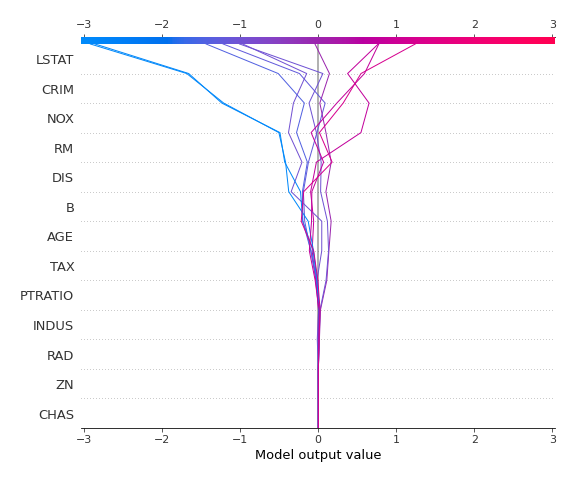 −3 −2 −1 0 1 2 3
LSTAT
CRIM
NOX
RM
DIS
B
AGE
TAX
PTRATIO
INDUS
RAD
ZN
CHAS
−3 −2 −1 0 1 2 3
Model output value